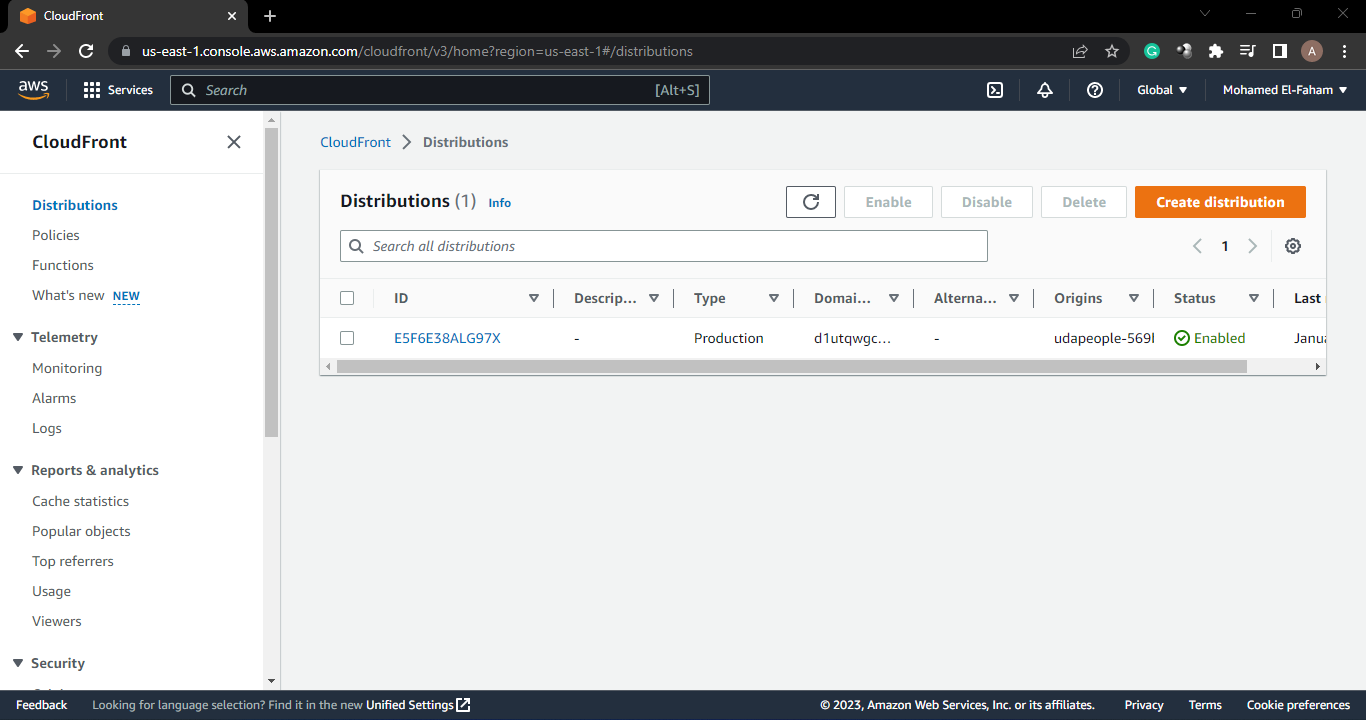 CloudFront
us-east-1.console.aws.amazon.com/cloudfront/v3/home?region=us-east-1#/distributions
A
aws
Services
Search
[Alt+S]
Global
Mohamed El-Faham
CloudFront
Distributions
Policies
Functions
What's new NEW
Telemetry
Monitoring
Alarms
Logs
Reports & analytics
Cache statistics
Popular objects
Top referrers
Usage
Viewers
Security
CloudFront > Distributions
Distributions (1) Info
Enable
Disable
Delete
Create distribution
Search all distributions
1
ID Descrip... Type Domai... Alterna... Origins Status Last
E5F6E38ALG97X - Production d1utqwgc... - udapeople-569 Enabled Janu
Feedback Looking for language selection? Find it in the new Unified Settings © 2023, Amazon Web Services, Inc. or its affiliates. Privacy Terms Cookie preferences